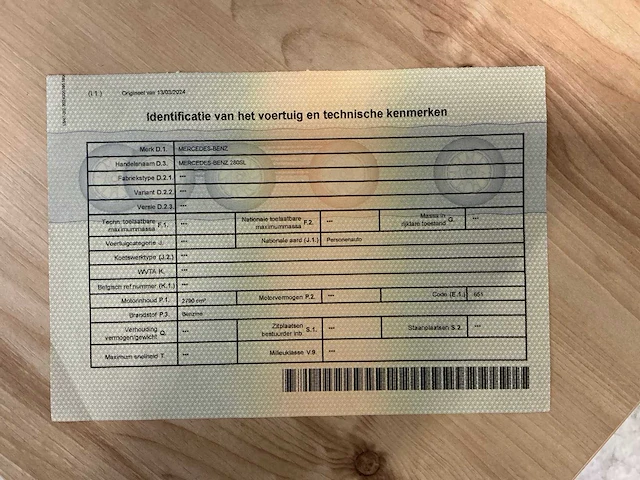 (I.1.) Origineel van 13/03/2024
Identificatie van het voertuig en technische kenmerken
Merk D.1. MERCEDES-BENZ
Handelsnaam D.3. MERCEDES-BENZ 280SL
Fabriekstype D.2.1. ***
Variant D.2.2. ***
Versie D.2.3. ***
Techn. toelaatbare maximummassa F.1. *** Nationale toelaatbare maximummassa F.2. *** Massa in rijklare toestand G. ***
Voertuigcategorie J. *** Nationale aard (J.1.) Personenauto
Koetswerktype (J.2.) ***
WVTA K. ***
Belgisch ref.nummer (K.1.) ***
Motorinhoud P.1. 2790 cm³ Motorvermogen P.2. *** Code (E.1.) 651
Brandstof P.3. Benzine
Verhouding vermogen/gewicht Q. *** Zitplaatsen bestuurder inb. S.1. *** Staanplaatsen S.2. ***
Maximum snelheid T. *** Milieuklasse V.9. ***